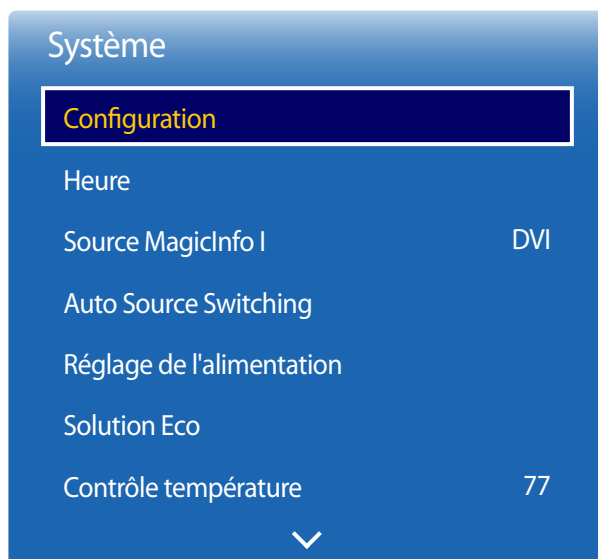 Système
Configuration
Heure
Source MagicInfo I DVI
Auto Source Switching
Réglage de l'alimentation
Solution Eco
Contrôle température 77